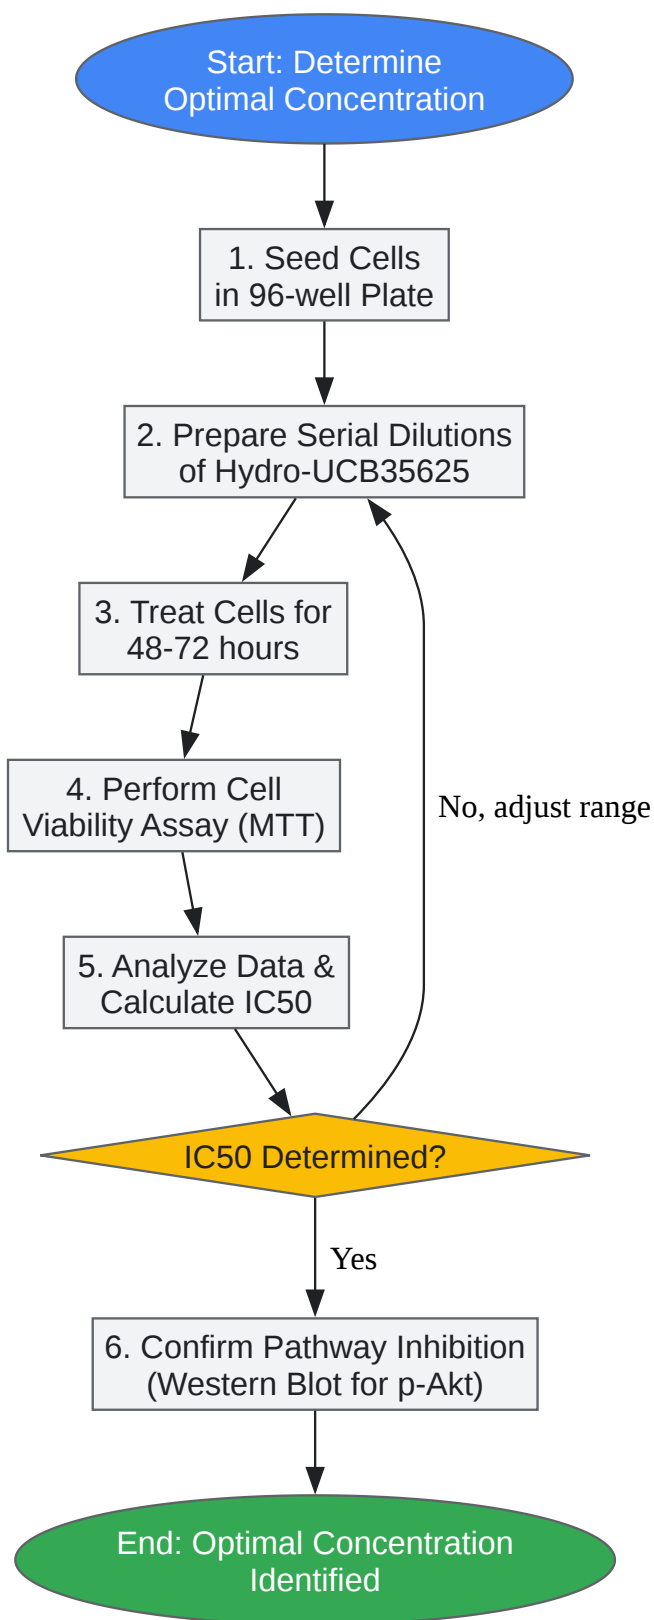 Start: Determine
Optimal Concentration
1. Seed Cells
in 96-well Plate
2. Prepare Serial Dilutions
of Hydro-UCB35625
3. Treat Cells for
48-72 hours
4. Perform Cell
Viability Assay (MTT)
No, adjust range
5. Analyze Data &
Calculate IC50
IC50 Determined?
Yes
6. Confirm Pathway Inhibition
(Western Blot for p-Akt)
End: Optimal Concentration
Identified